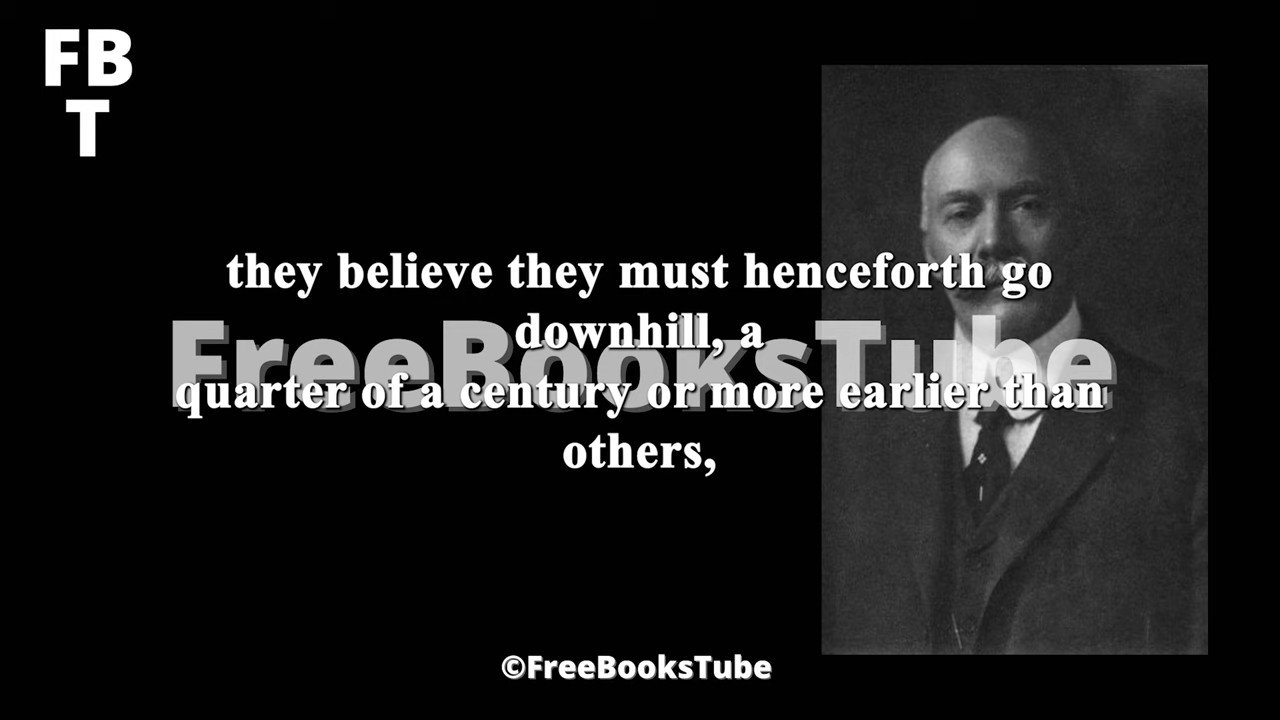 FB
T
they believe they must henceforth go
downhill, a
FreeBooksTube
quarter of a century or more earlier than
others,
©FreeBooksTube